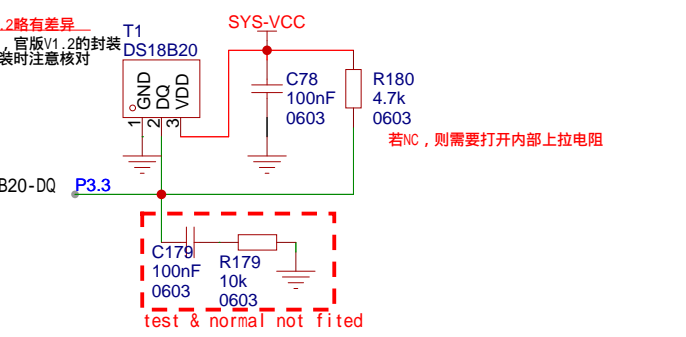 .2略有差异
，官版V1.2的封装
装时注意核对
T1
DS18B20
SYS-VCC
GND
DQ
VDD
1
2
3
C78
100nF
0603
R180
4.7k
0603
若NC，则需要打开内部上拉电阻
B20-DQ
P3.3
C179
100nF
0603
R179
10k
0603
test & normal not fited